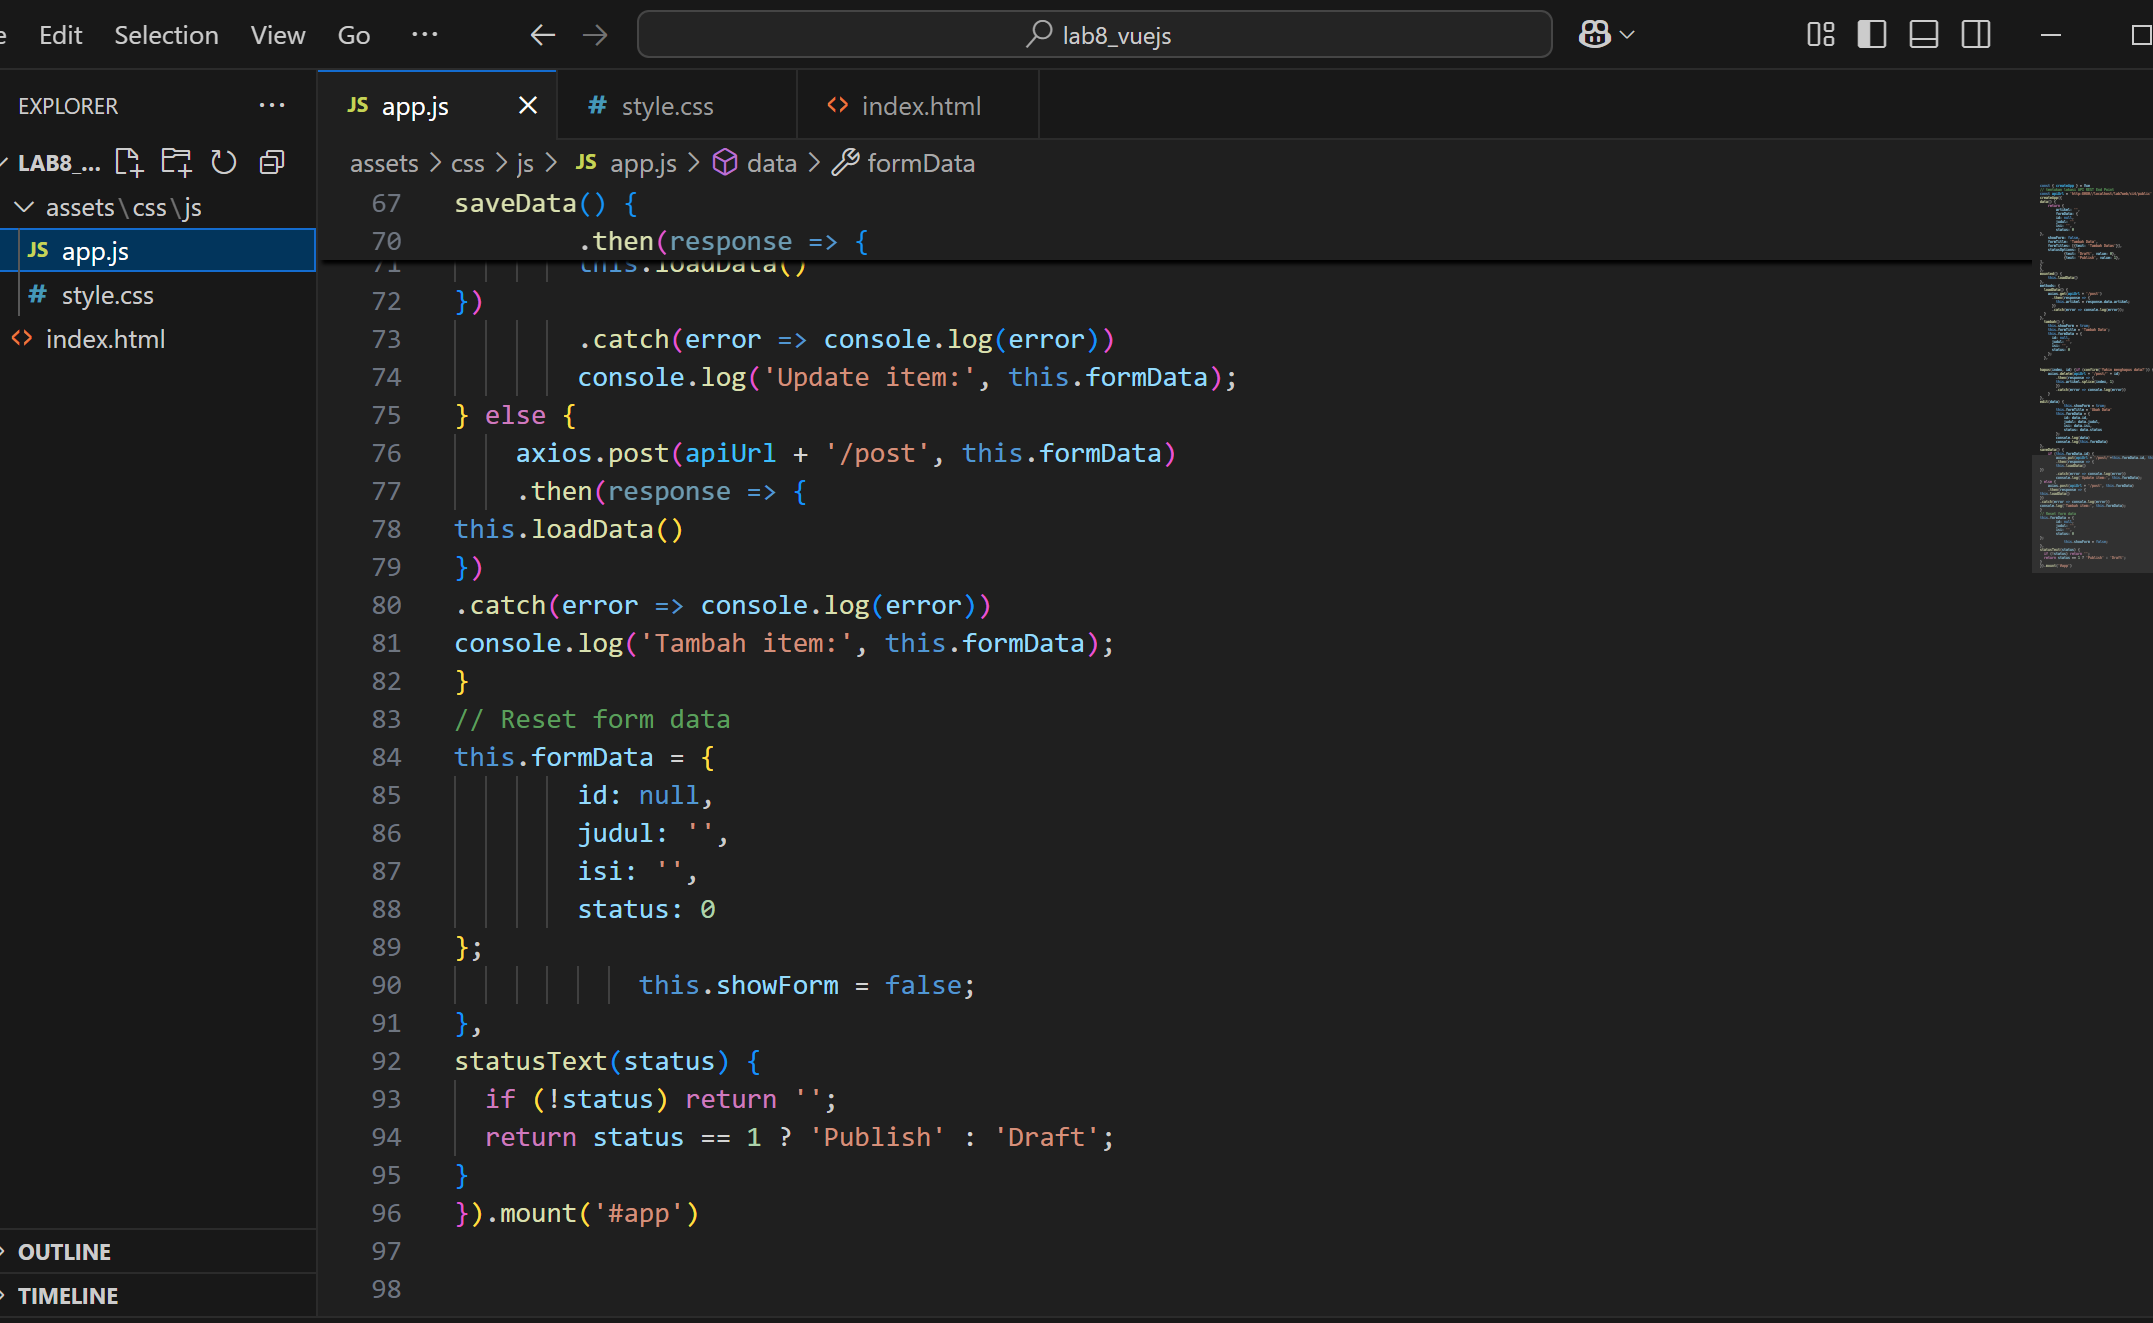 Edit Selection View Go ... lab8_vuejs
EXPLORER ...
LAB8_...
assets\css\js
JS app.js
# style.css
<> index.html
OUTLINE
TIMELINE
JS app.js # style.css <> index.html
assets > css > js > JS app.js > data > formData
67 saveData() {
70 .then(response => {
71 this.loadData()
72 })
73 .catch(error => console.log(error))
74 console.log('Update item:', this.formData);
75 } else {
76 axios.post(apiUrl + '/post', this.formData)
77 .then(response => {
78 this.loadData()
79 })
80 .catch(error => console.log(error))
81 console.log('Tambah item:', this.formData);
82 }
83 // Reset form data
84 this.formData = {
85 id: null,
86 judul: '',
87 isi: '',
88 status: 0
89 };
90 this.showForm = false;
91 },
92 statusText(status) {
93 if (!status) return '';
94 return status == 1 ? 'Publish' : 'Draft';
95 }
96 }).mount('#app')
97
98